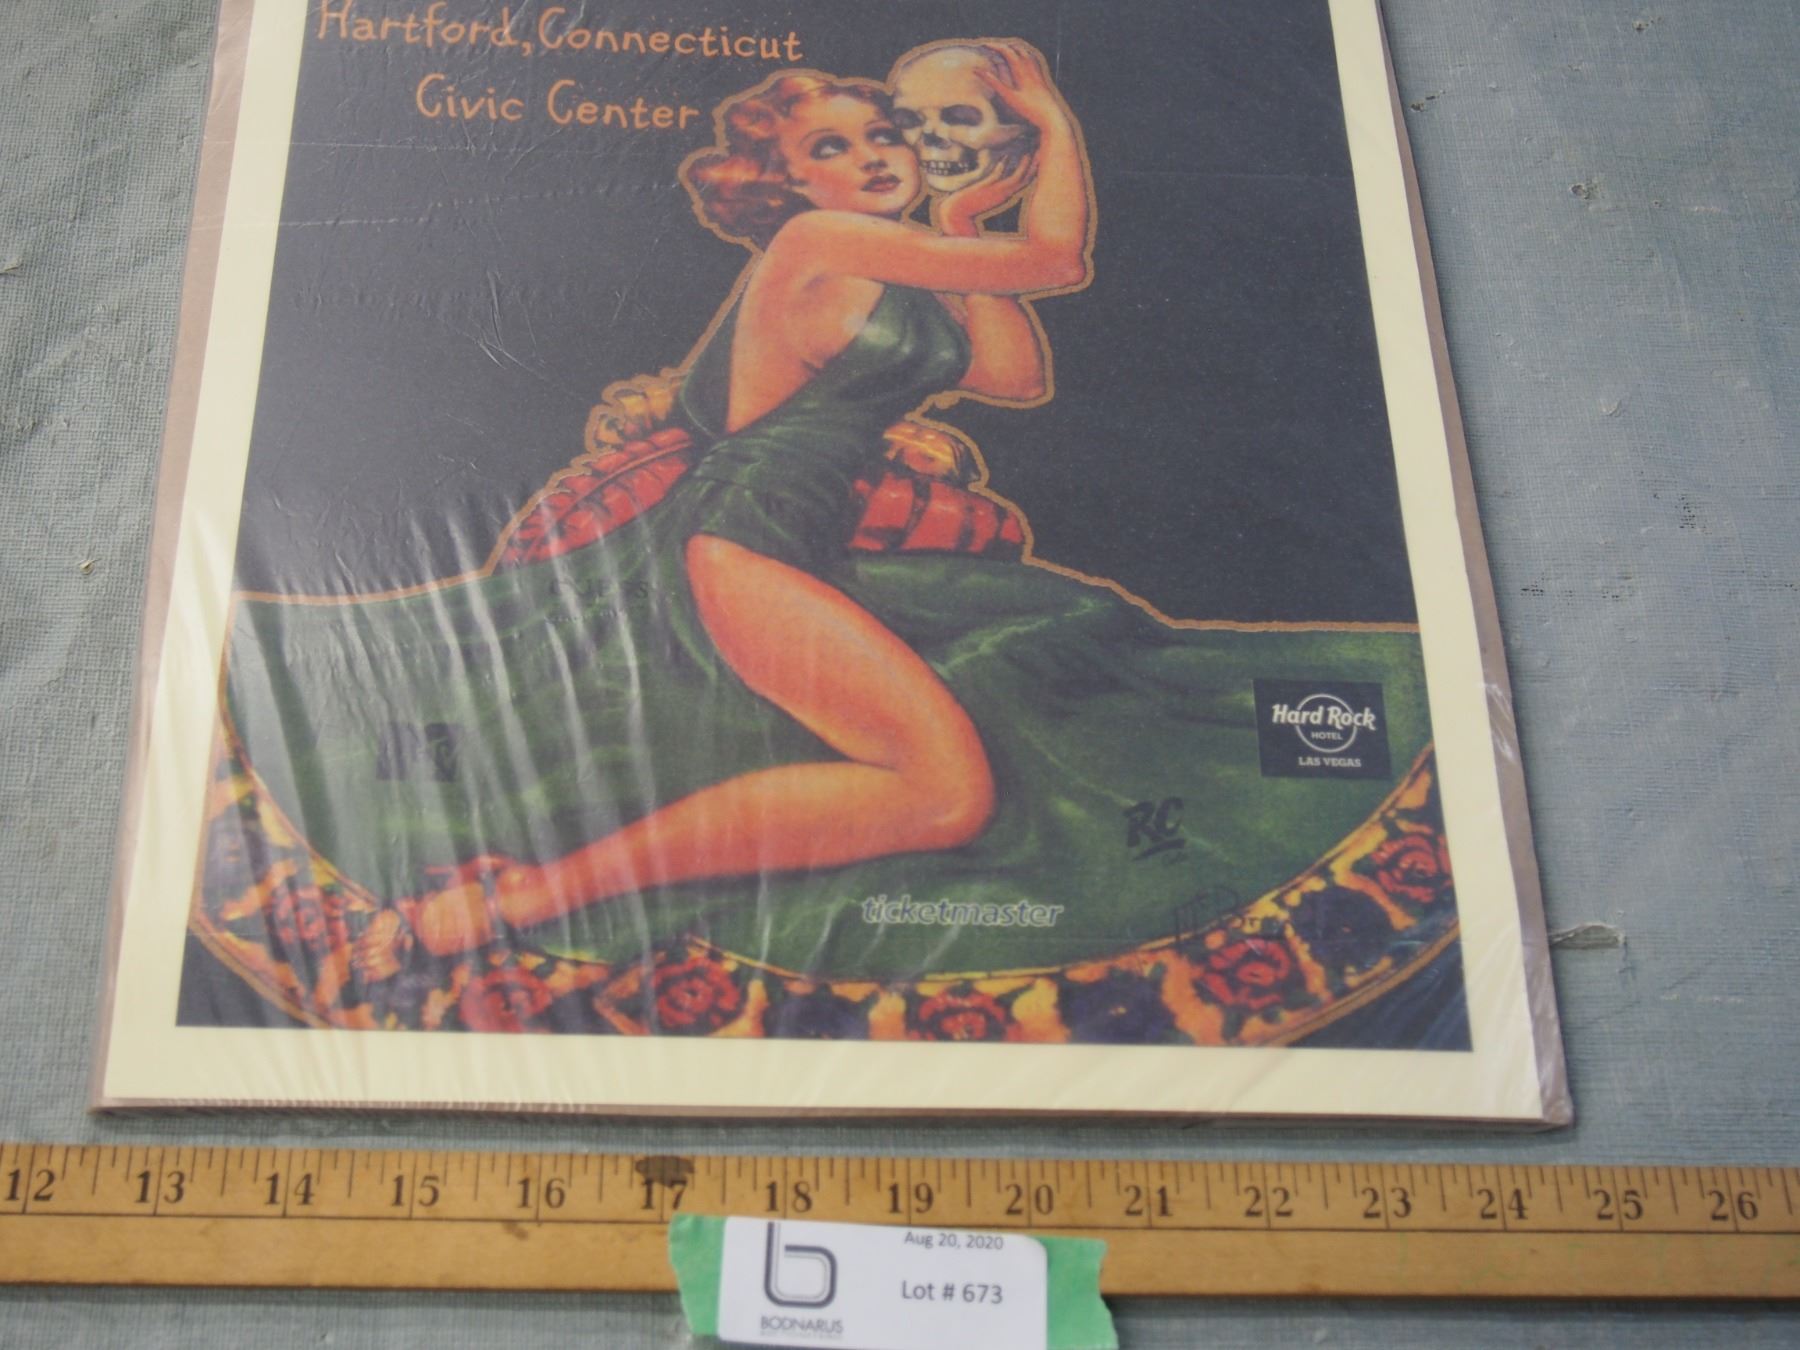 Hartford, Connecticut
Civic Center
Hard Rock
HOTEL
LAS VEGAS
RC
ticketmaster
12 13 14 15 16 17 18 19 20 21 22 23 24 25 26
Aug 20, 2020
Lot # 673
b
BODNARUS